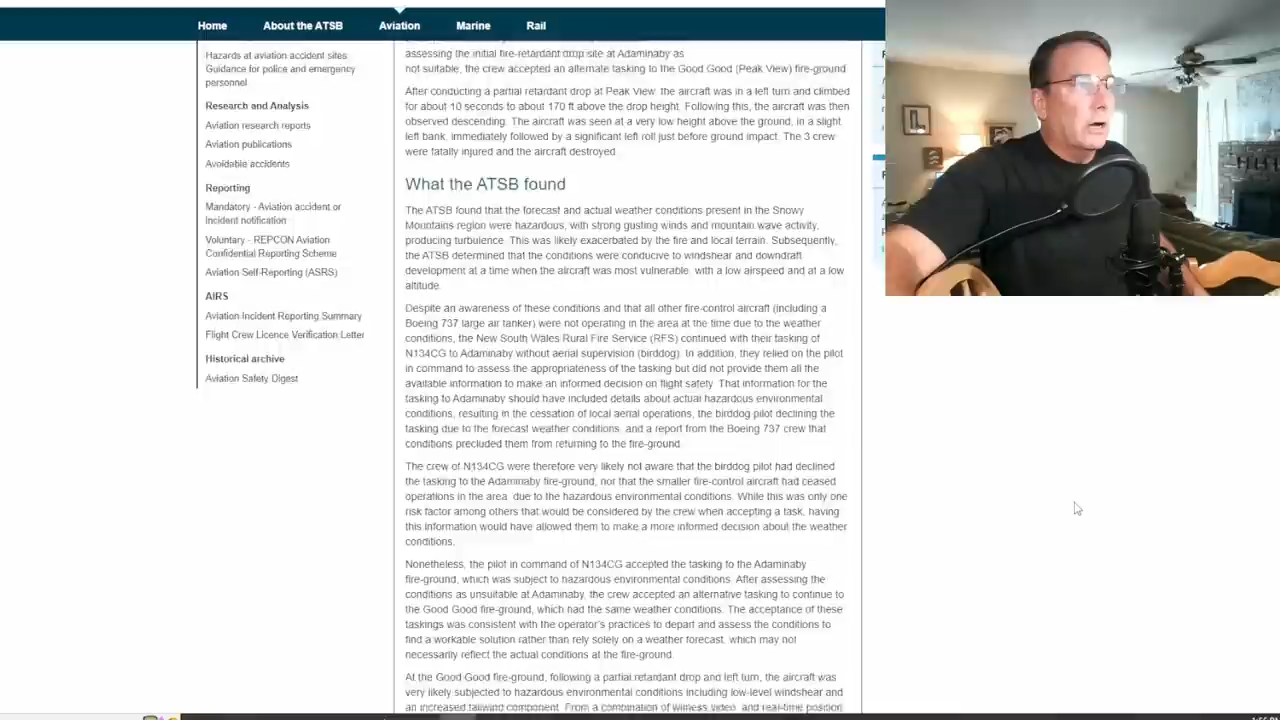 Home About the ATSB Aviation Marine Rail
Hazards at aviation accident sites
Guidance for police and emergency
personnel
Research and Analysis
Aviation research reports
Aviation publications
Avoidable accidents
Reporting
Mandatory - Aviation accident or
Incident notification
Voluntary - REPCON Aviation
Confidential Reporting Scheme
Aviation Self-Reporting (ASRS)
AIRS
Aviation Incident Reporting Summary
Flight Crew Licence Verification Letter
Historical archive
Aviation Safety Digest
assessing the initial fire-retardant drop site at Adaminaby as
not suitable, the crew accepted an alternate tasking to the Good Good (Peak View) fire-ground
After conducting a partial retardant drop at Peak View, the aircraft was in a left turn and climbed
for about 10 seconds to about 170 ft above the drop height. Following this, the aircraft was then
observed descending. The aircraft was seen at a very low height above the ground, in a slight
left bank, immediately followed by a significant left roll just before ground impact. The 3 crew
were fatally injured and the aircraft destroyed
What the ATSB found
The ATSB found that the forecast and actual weather conditions present in the Snowy
Mountains region were hazardous, with strong gusting winds and mountain wave activity,
producing turbulence. This was likely exacerbated by the fire and local terrain. Subsequently,
the ATSB determined that the conditions were conducive to windshear and downdraft
development at a time when the aircraft was most vulnerable, with a low airspeed and at a low
altitude.
Despite an awareness of these conditions and that all other fire-control aircraft (including a
Boeing 737 large air tanker) were not operating in the area at the time due to the weather
conditions, the New South Wales Rural Fire Service (RFS) continued with their tasking of
N134CG to Adaminaby without aerial supervision (birddog). In addition, they relied on the pilot
in command to assess the appropriateness of the tasking but did not provide them all the
available information to make an informed decision on flight safety. That information for the
tasking to Adaminaby should have included details about actual hazardous environmental
conditions, resulting in the cessation of local aerial operations, the birddog pilot declining the
tasking due to the forecast weather conditions, and a report from the Boeing 737 crew that
conditions precluded them from returning to the fire-ground.
The crew of N134CG were therefore very likely not aware that the birddog pilot had declined
the tasking to the Adaminaby fire-ground, nor that the smaller fire-control aircraft had ceased
operations in the area due to the hazardous environmental conditions. While this was only one
risk factor among others that would be considered by the crew when accepting a task, having
this information would have allowed them to make a more informed decision about the weather
conditions.
Nonetheless, the pilot in command of N134CG accepted the tasking to the Adaminaby
fire-ground, which was subject to hazardous environmental conditions. After assessing the
conditions as unsuitable at Adaminaby, the crew accepted an alternative tasking to continue to
the Good Good fire-ground, which had the same weather conditions. The acceptance of these
taskings was consistent with the operator's practices to depart and assess the conditions to
find a workable solution rather than rely solely on a weather forecast, which may not
necessarily reflect the actual conditions at the fire-ground.
At the Good Good fire-ground, following a partial retardant drop and left turn, the aircraft was
very likely subjected to hazardous environmental conditions including low-level windshear and
an increased tailwind component. From a combination of witness video, and real-time position